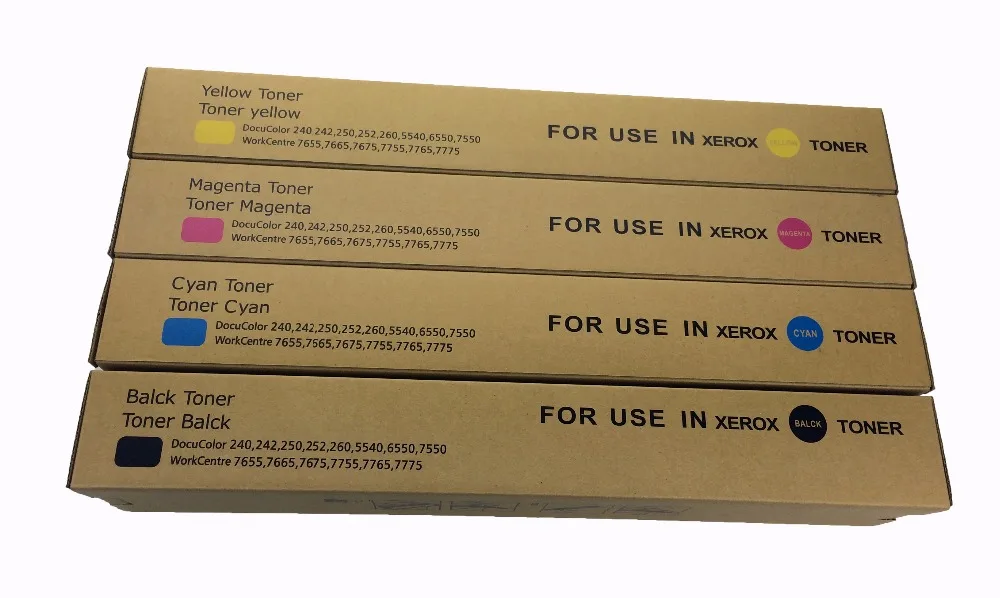 Yellow Toner
Toner yellow
DocuColor 240 242,250,252,260,5540,6550,7550
WorkCentre 7655,7665,7675,7755,7765,7775
FOR USE IN XEROX YELLOW TONER
Magenta Toner
Toner Magenta
DocuColor 240,242,250,252,260,5540,6550,7550
WorkCentre 7655,7665,7675,7755,7765,7775
FOR USE IN XEROX MAGENTA TONER
Cyan Toner
Toner Cyan
DocuColor 240,242,250,252,260,5540,6550,7550
WorkCentre 7655,7665,7675,7755,7765,7775
FOR USE IN XEROX CYAN TONER
Balck Toner
Toner Balck
DocuColor 240,242,250,252,260,5540,6550,7550
WorkCentre 7655,7665,7675,7755,7765,7775
FOR USE IN XEROX BALCK TONER